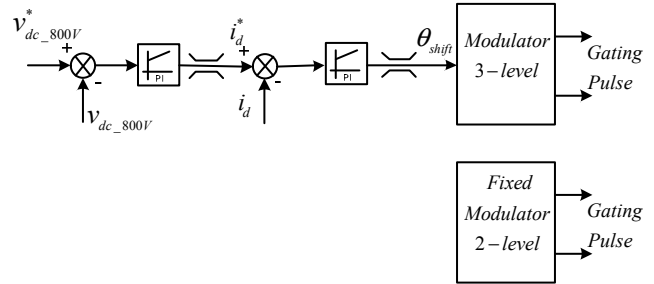 v*dc_800V
+
-
vdc_800V
PI
i*d
+
-
id
PI
θshift
Modulator
3-level
Gating
Pulse
Fixed
Modulator
2-level
Gating
Pulse